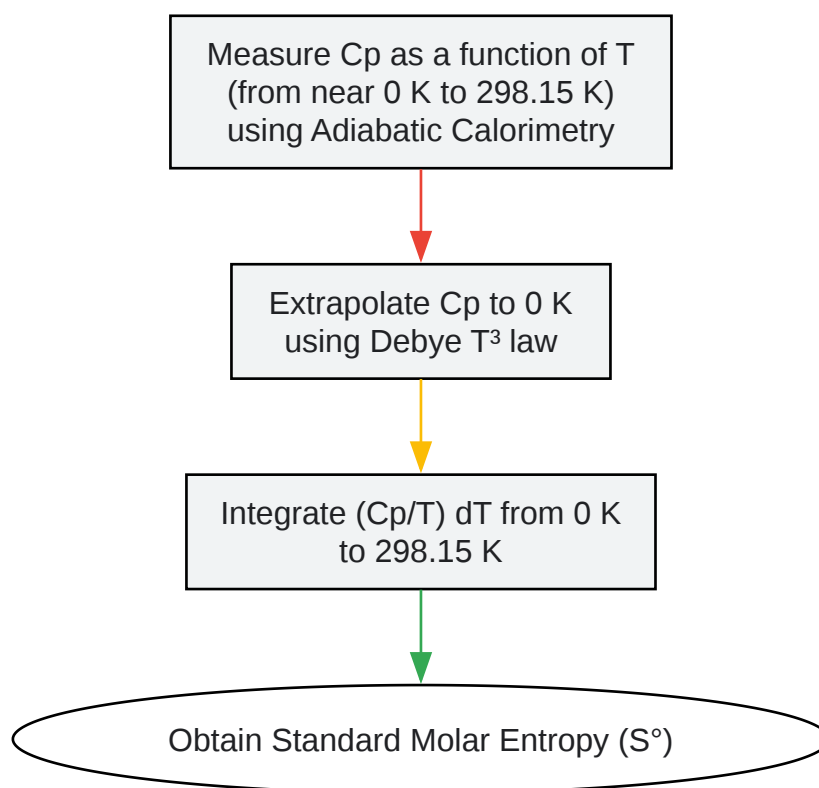 Measure Cp as a function of T
(from near 0 K to 298.15 K)
using Adiabatic Calorimetry
Extrapolate Cp to 0 K
using Debye T³ law
Integrate (Cp/T) dT from 0 K
to 298.15 K
Obtain Standard Molar Entropy (S°)